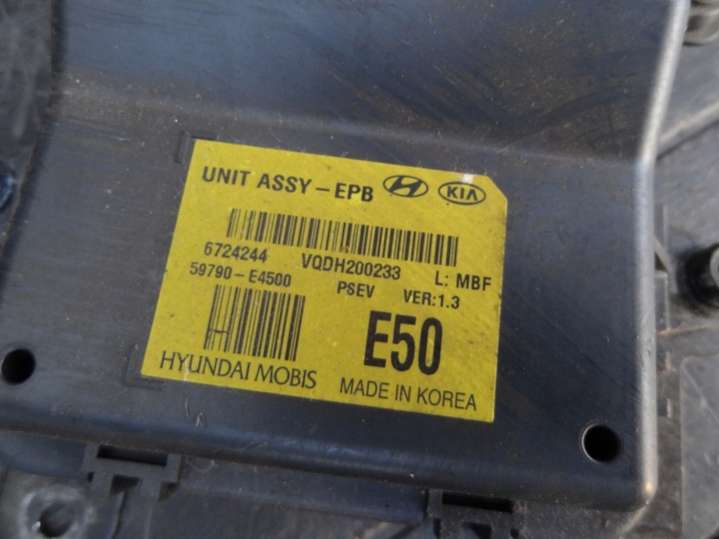 UNIT ASSY-EPB KIA
6724244 VQDH200233 L: MBF
59790-E4500 PSEV VER:1.3
E50
HYUNDAI MOBIS MADE IN KOREA